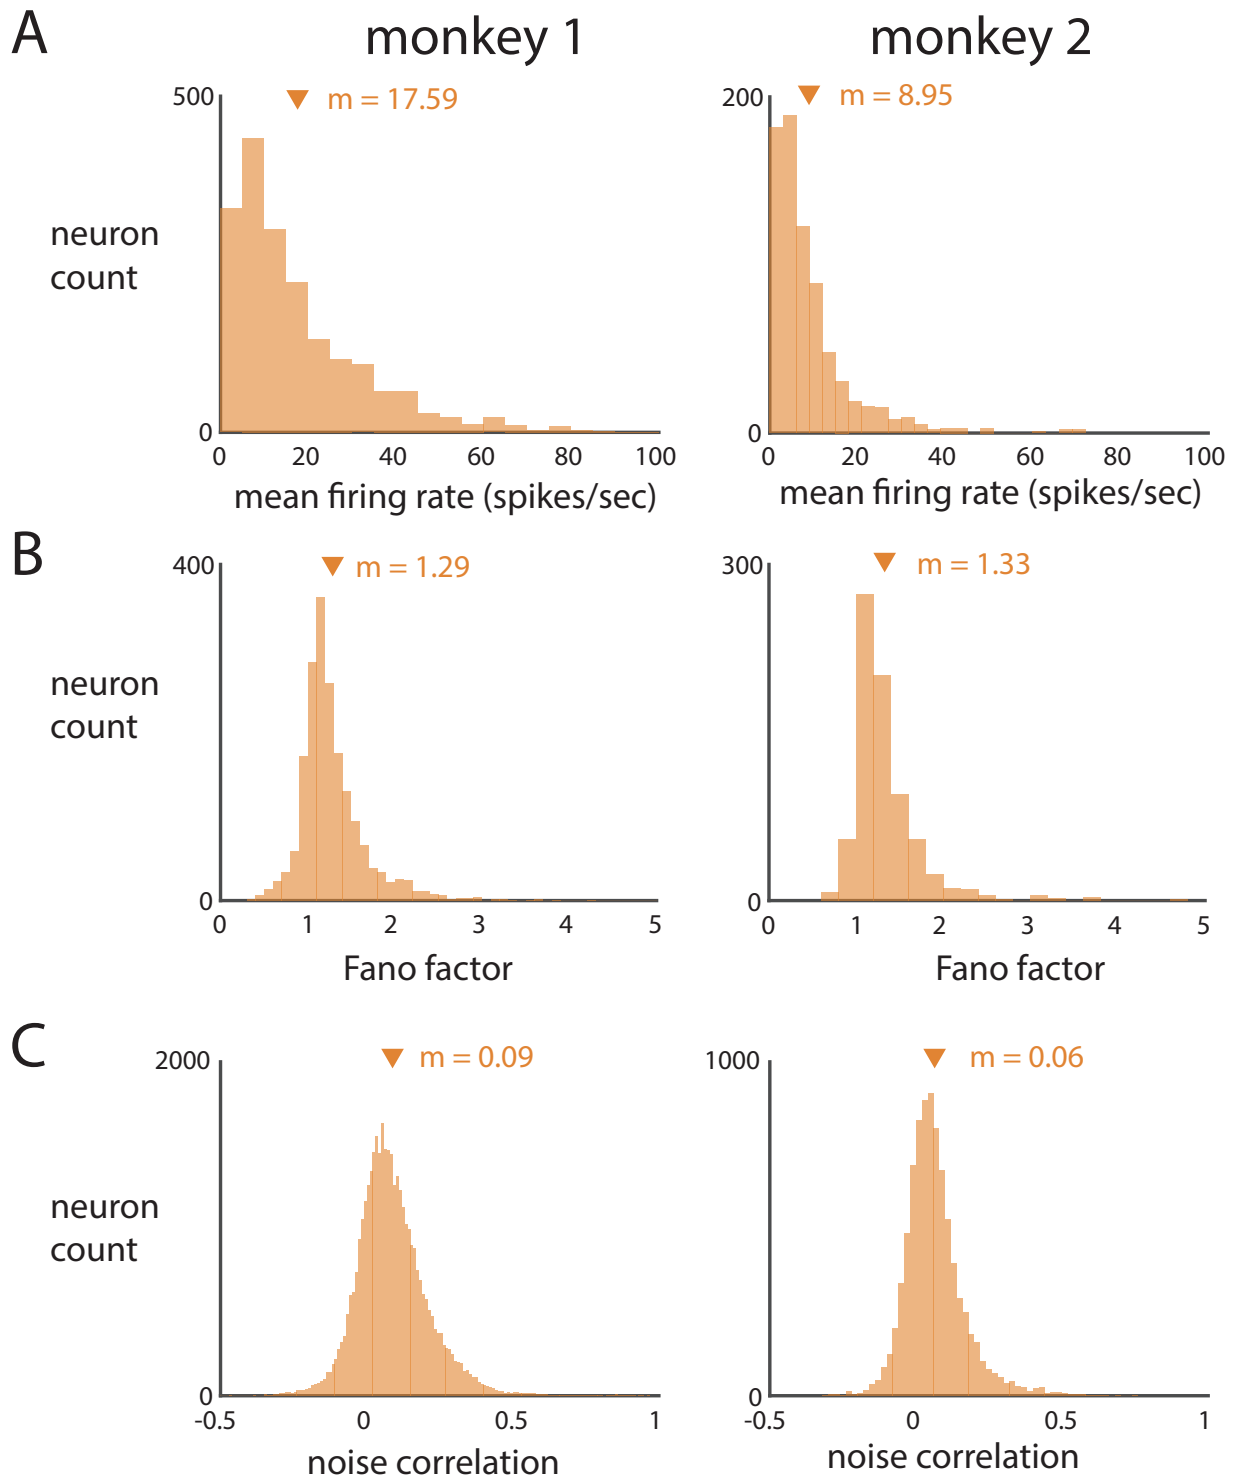 A
monkey 1
monkey 2
500
m = 17.59
200
m = 8.95
neuron
count
0
0
0 20 40 60 80 100
0 20 40 60 80 100
mean firing rate (spikes/sec)
mean firing rate (spikes/sec)
B
400
m = 1.29
300
m = 1.33
neuron
count
0
0
0 1 2 3 4 5
0 1 2 3 4 5
Fano factor
Fano factor
C
2000
m = 0.09
1000
m = 0.06
neuron
count
0
0
-0.5 0 0.5 1
-0.5 0 0.5 1
noise correlation
noise correlation